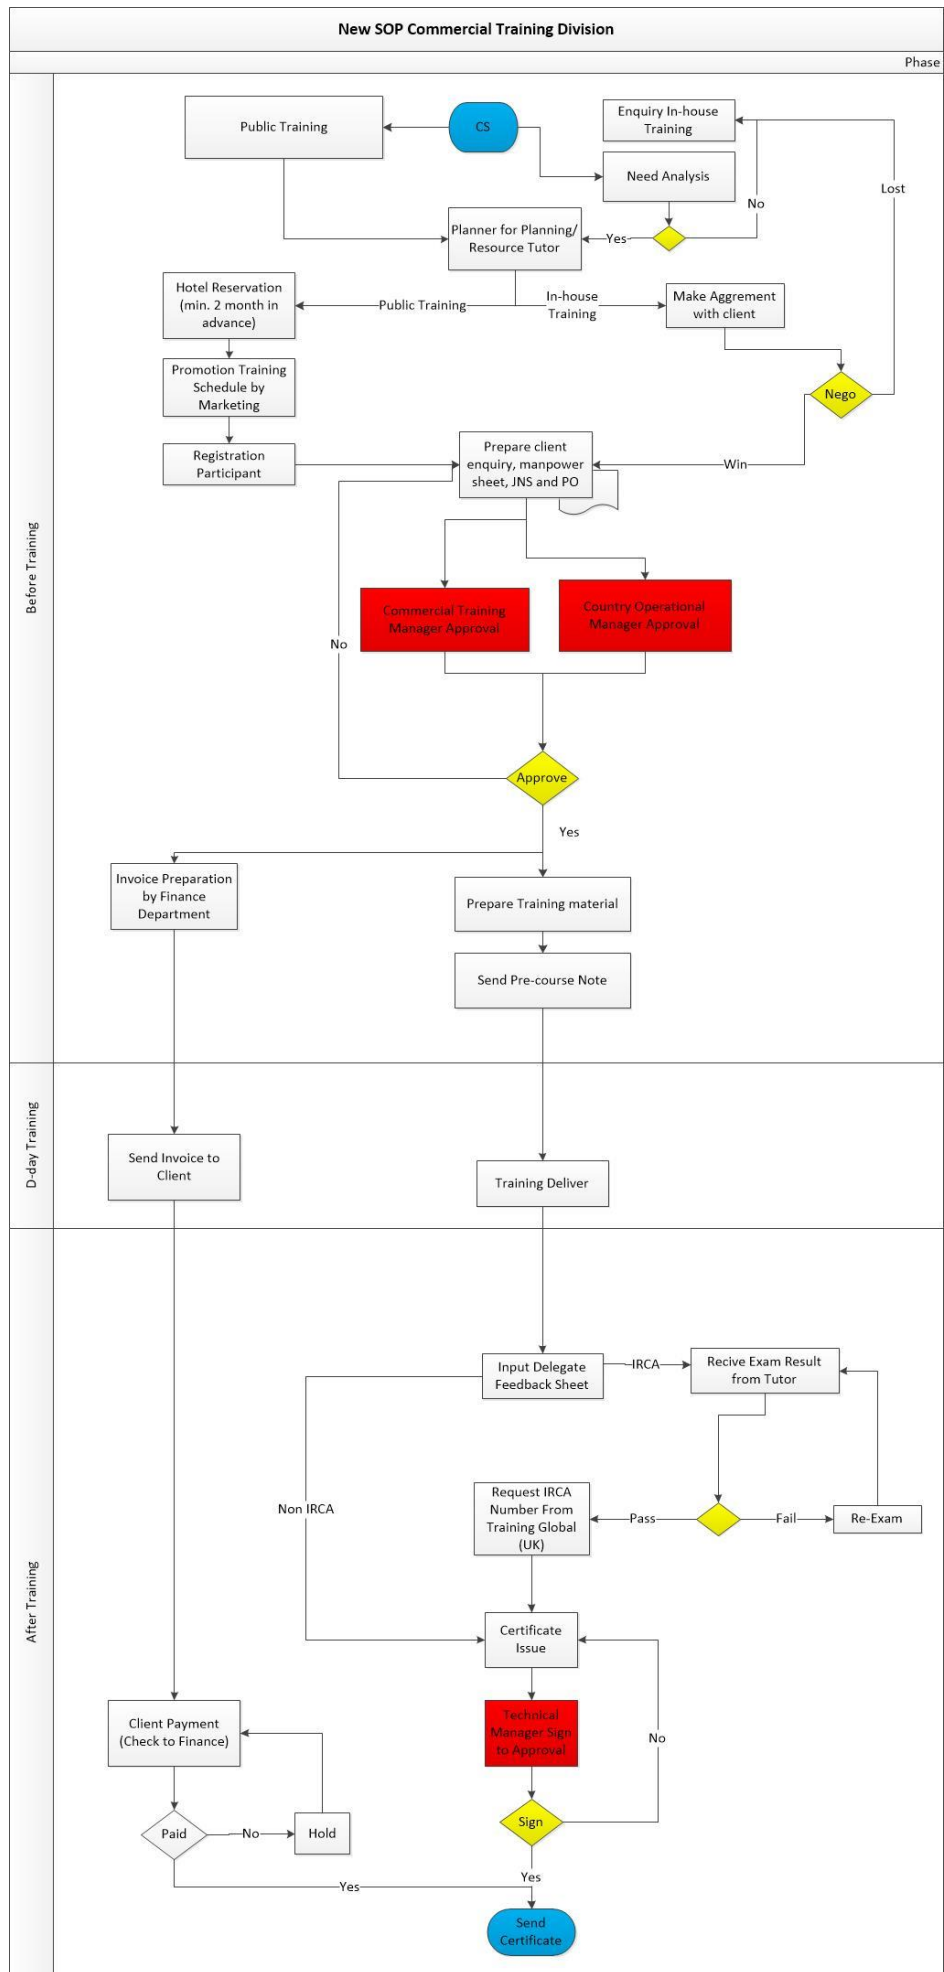 New SOP Commercial Training Division
Phase
Before Training
Public Training
CS
Enquiry In-house
Training
Need Analysis
Lost
No
Yes
Planner for Planning/
Resource Tutor
Hotel Reservation
(min. 2 month in
advance)
Public Training
In-house
Training
Make Aggrement
with client
Promotion Training
Schedule by
Marketing
Nego
Registration
Participant
Prepare client
enquiry, manpower
sheet, JNS and PO
Win
Commercial Training
Manager Approval
Country Operational
Manager Approval
No
Approve
Yes
Invoice Preparation
by Finance
Department
Prepare Training material
Send Pre-course Note
D-day Training
Send Invoice to
Client
Training Deliver
After Training
Input Delegate
Feedback Sheet
IRCA
Recive Exam Result
from Tutor
Non IRCA
Request IRCA
Number From
Training Global
(UK)
Pass
Fail
Re-Exam
Certificate
Issue
Client Payment
(Check to Finance)
Technical
Manager Sign
to Approval
No
Paid
No
Hold
Sign
Yes
Yes
Send
Certificate